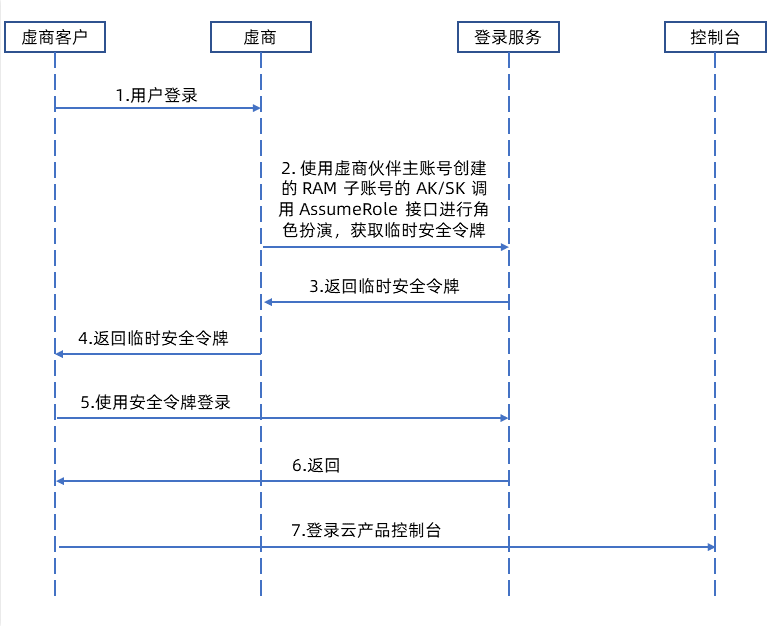 虚商客户
虚商
登录服务
控制台
1.用户登录
2. 使用虚商伙伴主账号创建
的 RAM 子账号的 AK/SK 调
用 AssumeRole 接口进行角
色扮演，获取临时安全令牌
3.返回临时安全令牌
4.返回临时安全令牌
5.使用安全令牌登录
6.返回
7.登录云产品控制台